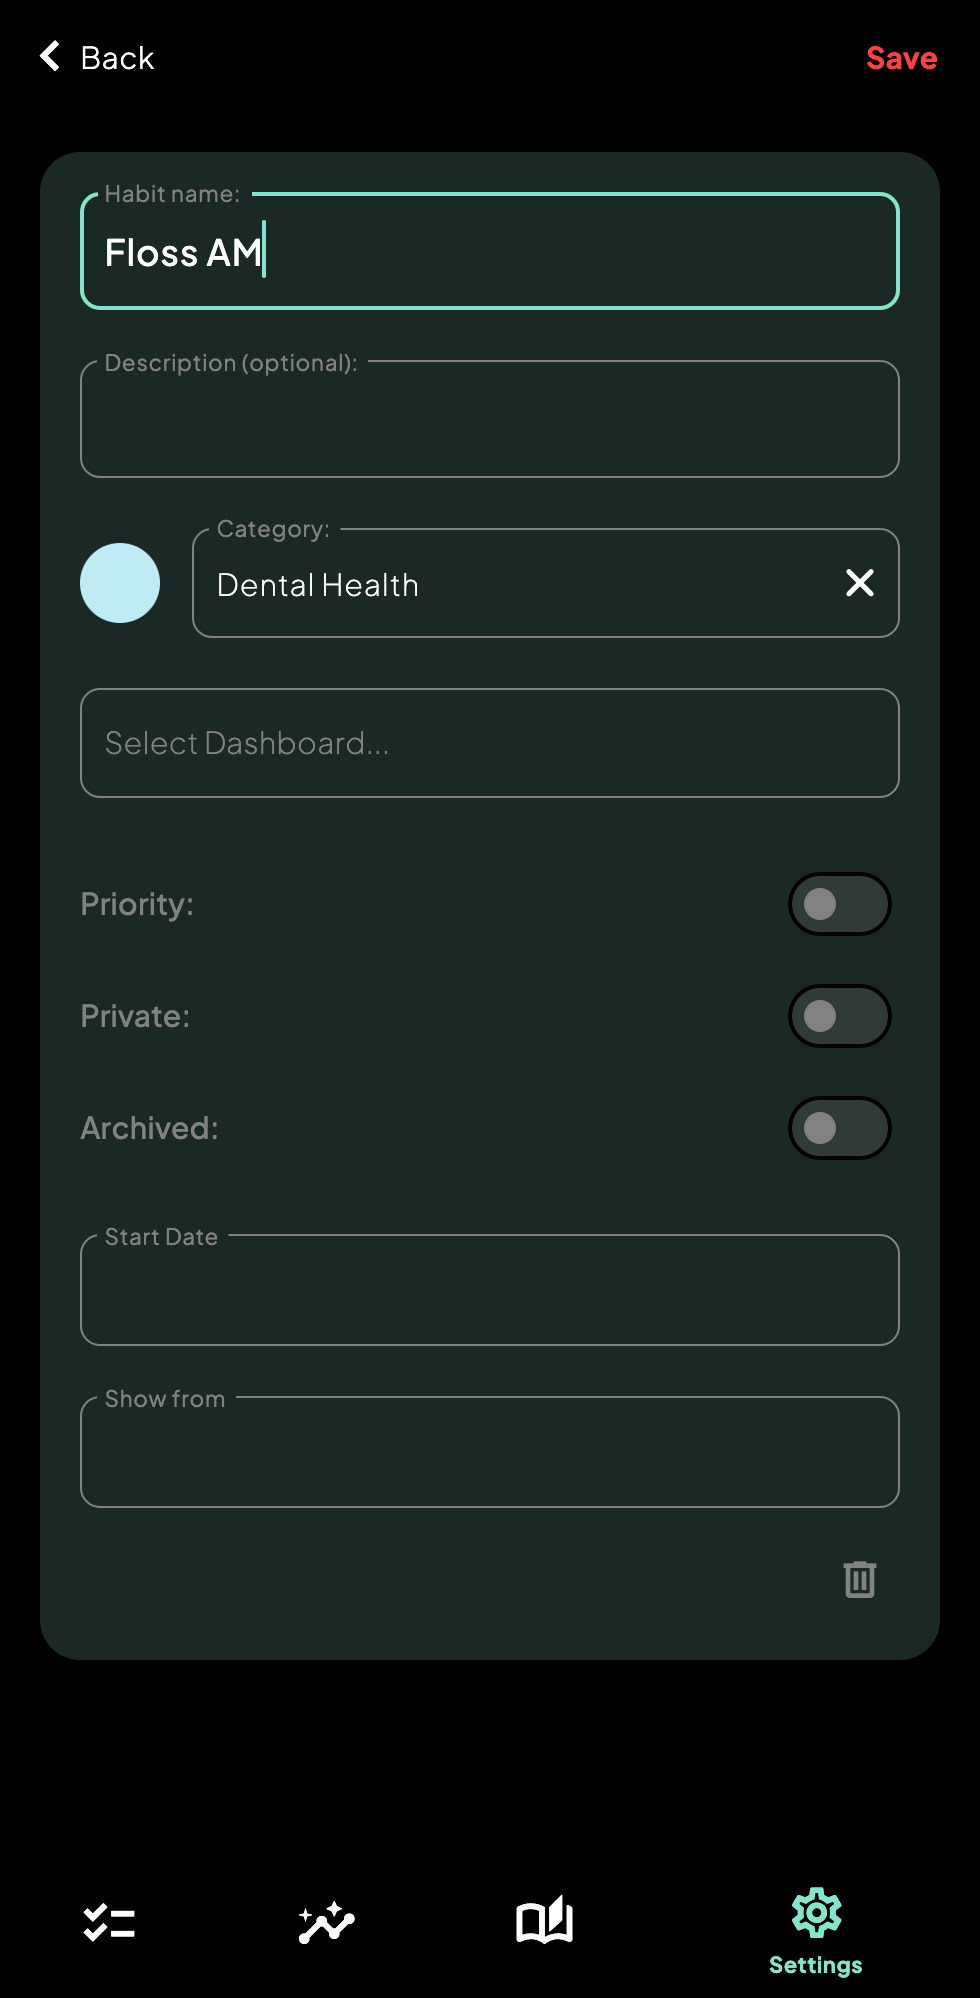 Back
Save
Habit name:
Floss AM
Description (optional):
Category:
Dental Health
Select Dashboard...
Priority:
Private:
Archived:
Start Date
Show from
Settings